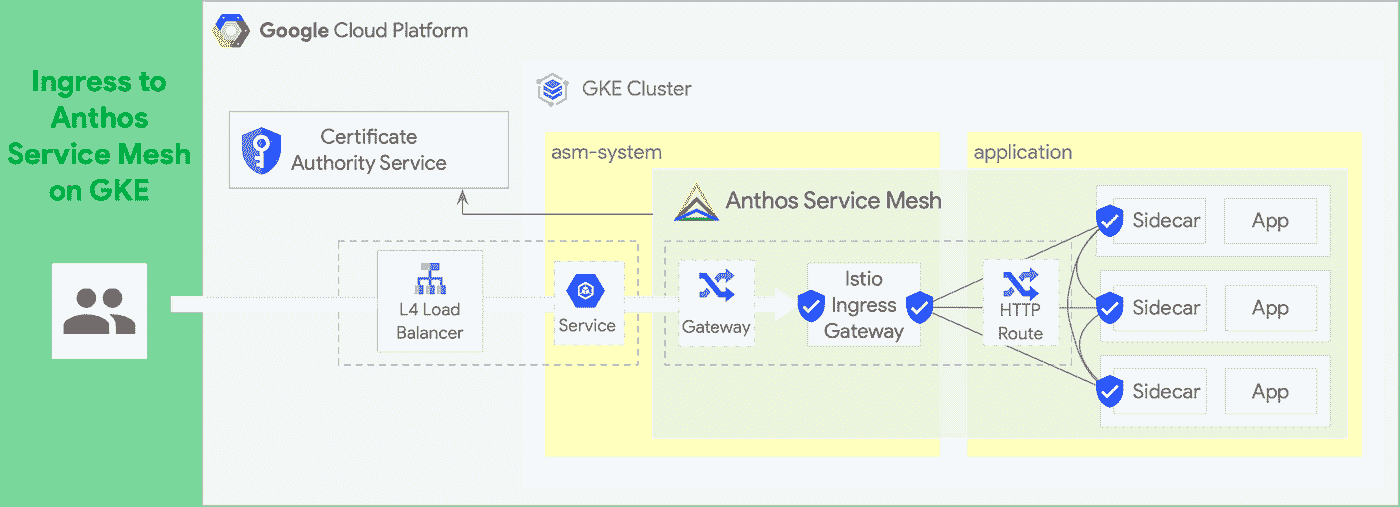 Ingress to
Anthos
Service Mesh
on GKE
Google Cloud Platform
GKE Cluster
Certificate
Authority Service
asm-system
application
Anthos Service Mesh
L4 Load
Balancer
Service
Gateway
Istio
Ingress
Gateway
HTTP
Route
Sidecar
App
Sidecar
App
Sidecar
App